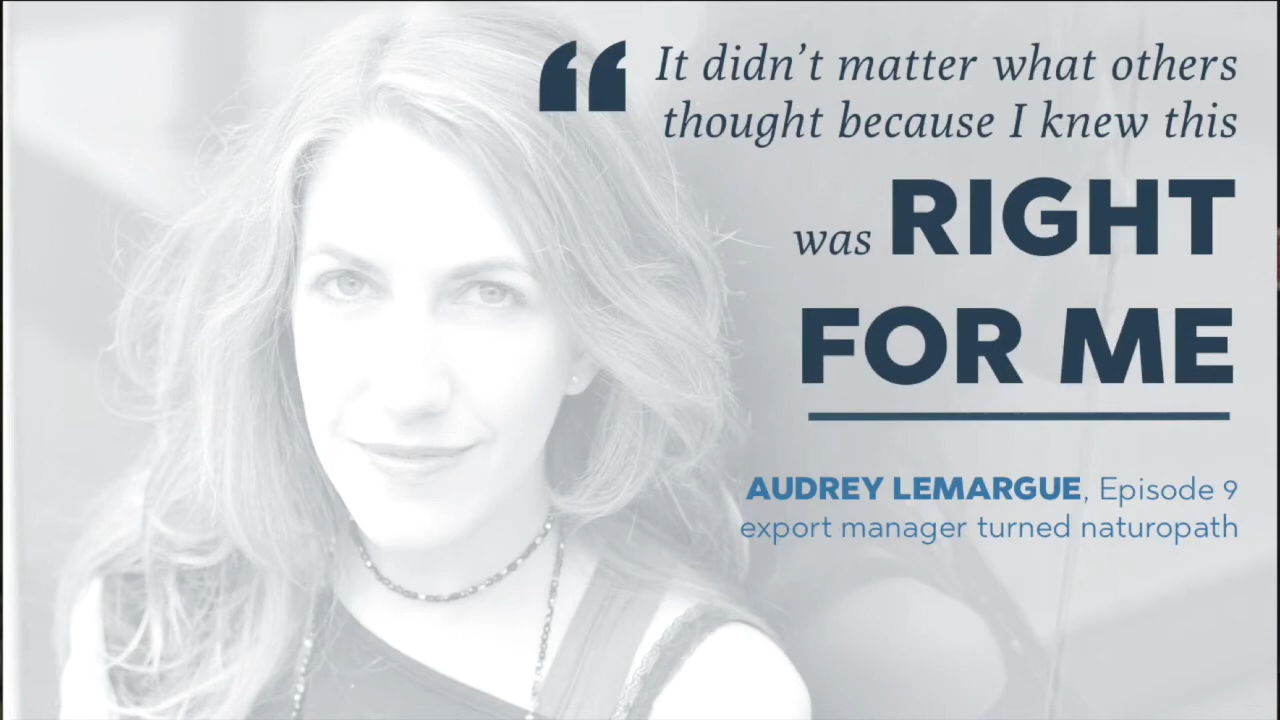 “ It didn’t matter what others
thought because I knew this
was RIGHT
FOR ME
AUDREY LEMARGUE, Episode 9
export manager turned naturopath